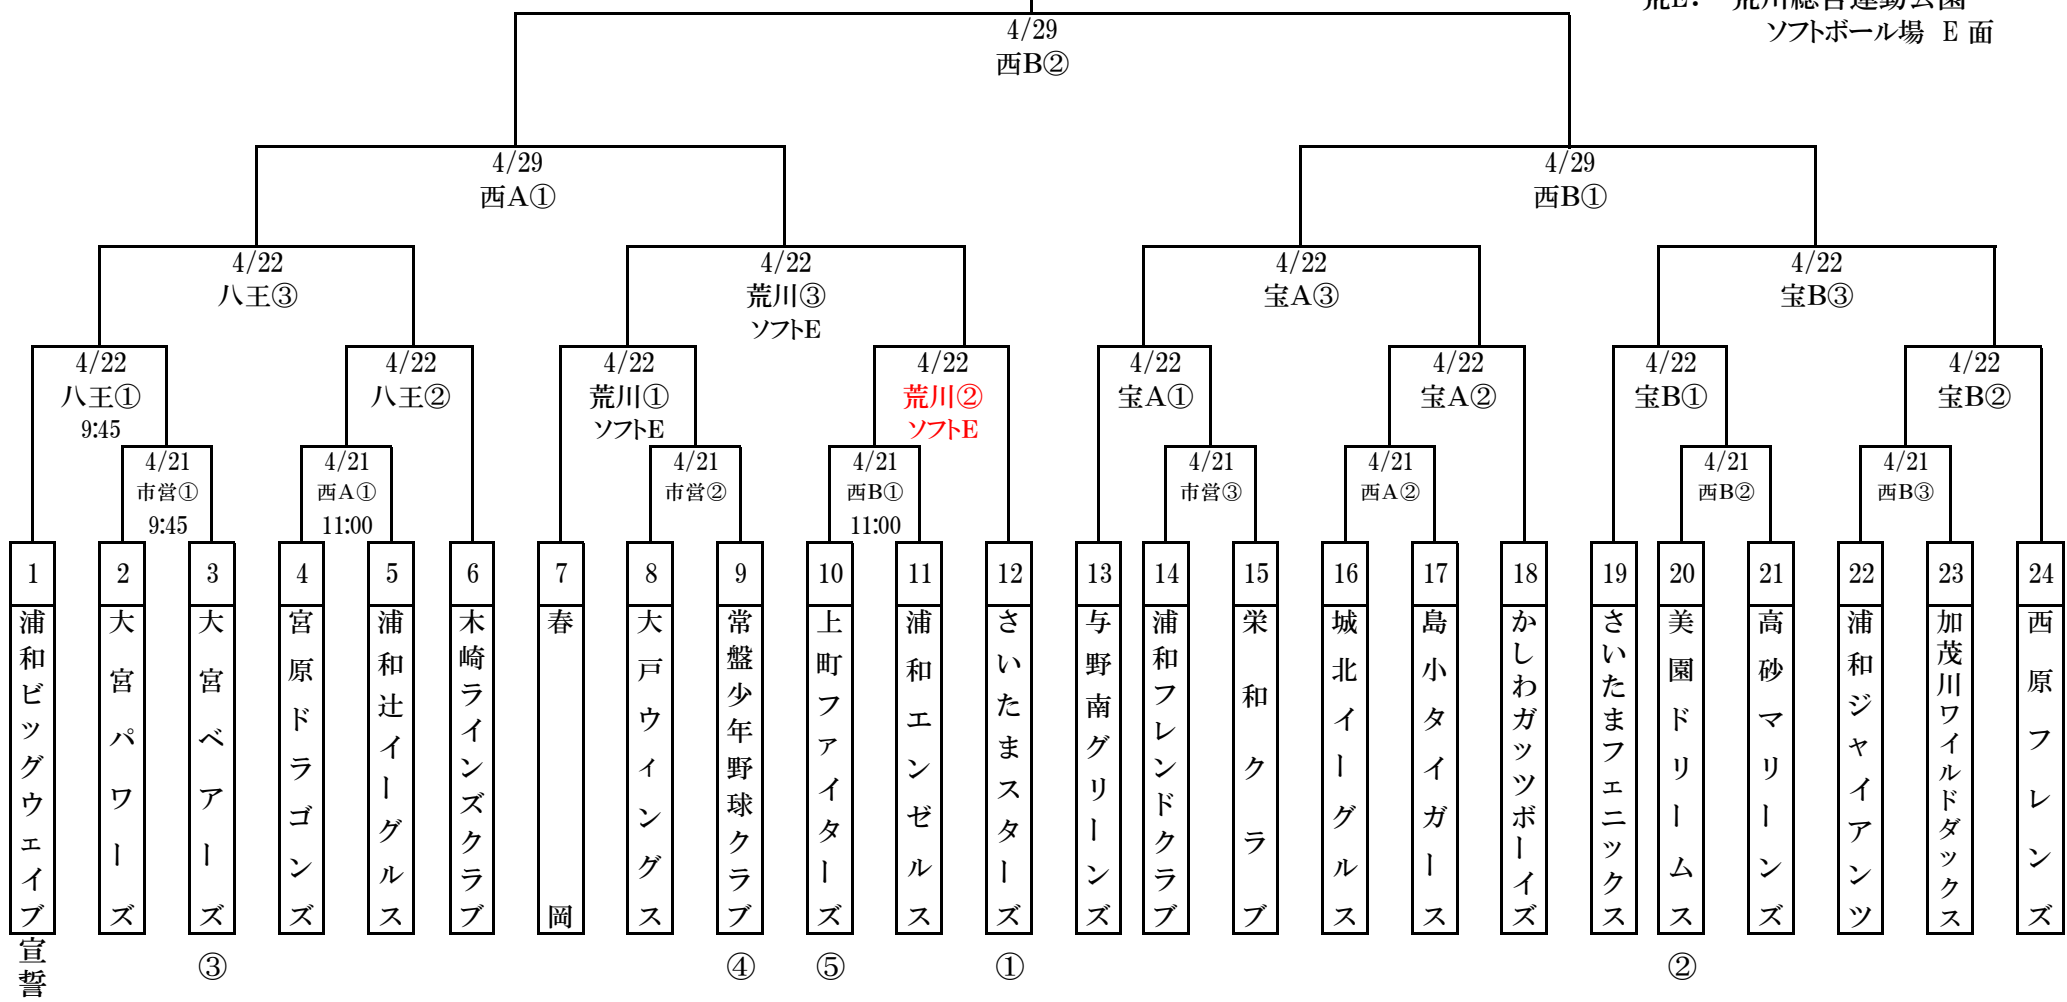 ソフトボール場 E 面
4/29
西B②
4/29
西A①
4/29
西B①
4/22
八王③
4/22
荒川③
ソフトE
4/22
宝A③
4/22
宝B③
4/22
八王①
9:45
4/22
八王②
4/22
荒川①
ソフトE
4/22
荒川②
ソフトE
4/22
宝A①
4/22
宝A②
4/22
宝B①
4/22
宝B②
4/21
市営①
9:45
4/21
西A①
11:00
4/21
市営②
4/21
西B①
11:00
4/21
市営③
4/21
西A②
4/21
西B②
4/21
西B③
1
浦和ビッグウェイブ
2
大宮パワーズ
3
大宮ベアーズ
4
宮原ドラゴンズ
5
浦和辻イーグルス
6
木崎ラインズクラブ
7
春岡
8
大戸ウィングス
9
常盤少年野球クラブ
10
上町ファイターズ
11
浦和エンゼルス
12
さいたまスターズ
13
与野南グリーンズ
14
浦和フレンドクラブ
15
栄和クラブ
16
城北イーグルス
17
島小タイガース
18
かしわガッツボーイズ
19
さいたまフェニックス
20
美園ドリームス
21
高砂マリーンズ
22
浦和ジャイアンツ
23
加茂川ワイルドダックス
24
西原フレンズ
宣誓
③
④
⑤
①
②